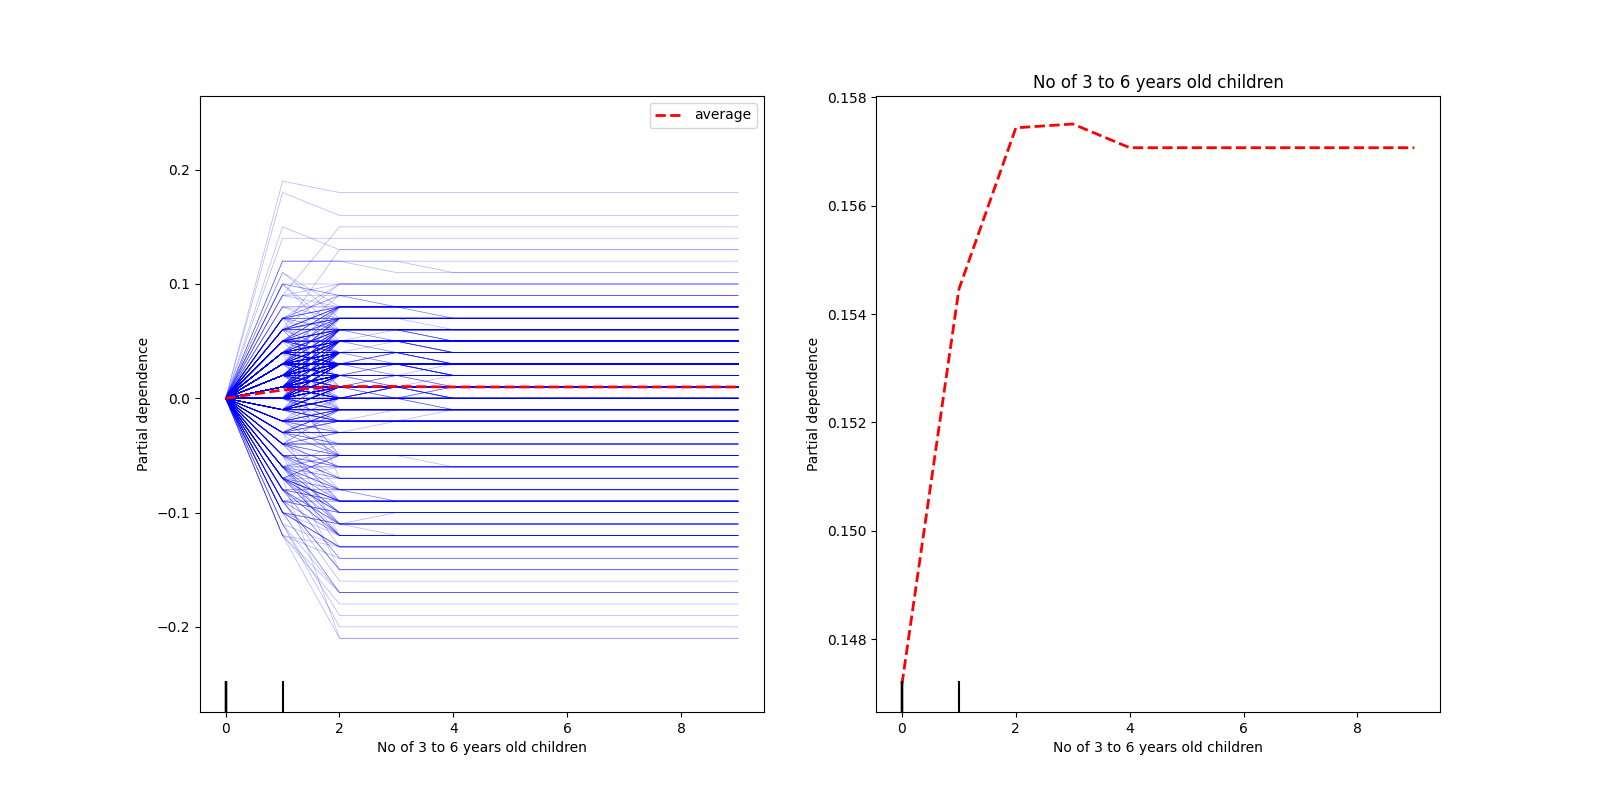 average
Partial dependence
0.2
0.1
0.0
−0.1
−0.2
0 2 4 6 8
No of 3 to 6 years old children
No of 3 to 6 years old children
Partial dependence
0.158
0.156
0.154
0.152
0.150
0.148
0 2 4 6 8
No of 3 to 6 years old children